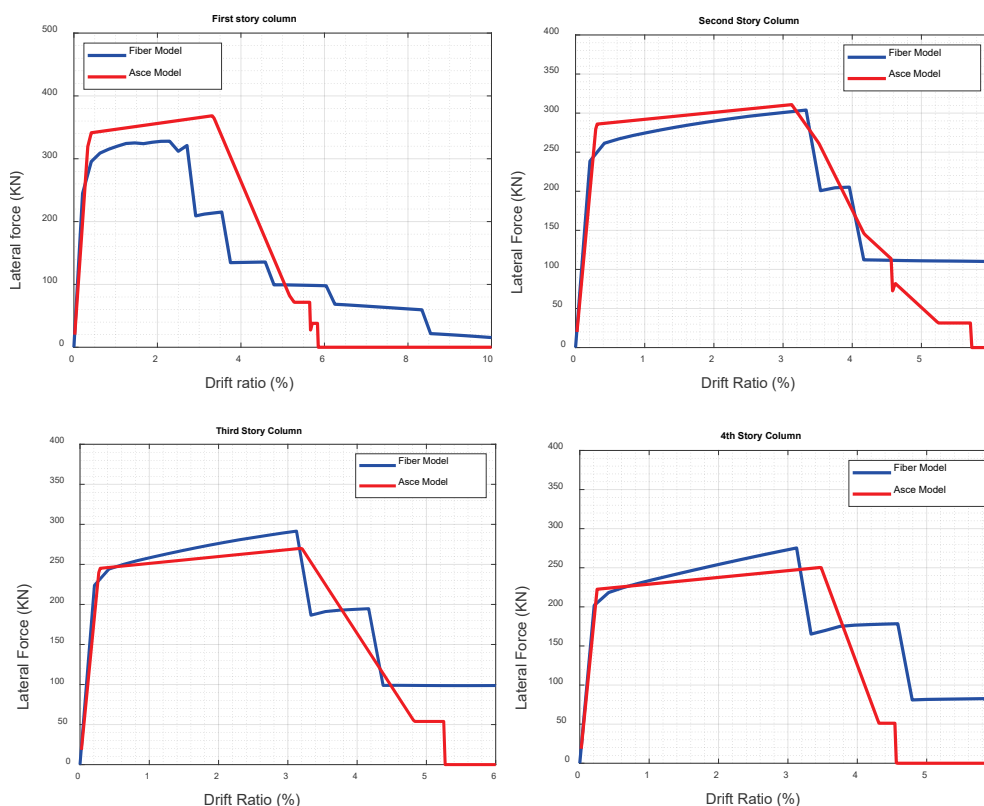 First story column
500
400
300
200
100
0
Lateral force (KN)
Fiber Model
Asce Model
0 2 4 6 8 10
Drift ratio (%)
Second Story Column
400
350
300
250
200
150
100
50
0
Lateral Force (KN)
Fiber Model
Asce Model
0 1 2 3 4 5
Drift Ratio (%)
Third Story Column
400
350
300
250
200
150
100
50
0
Lateral Force (KN)
Fiber Model
Asce Model
0 1 2 3 4 5 6
Drift Ratio (%)
4th Story Column
400
350
300
250
200
150
100
50
0
Lateral Force (KN)
Fiber Model
Asce Model
0 1 2 3 4 5
Drift Ratio (%)